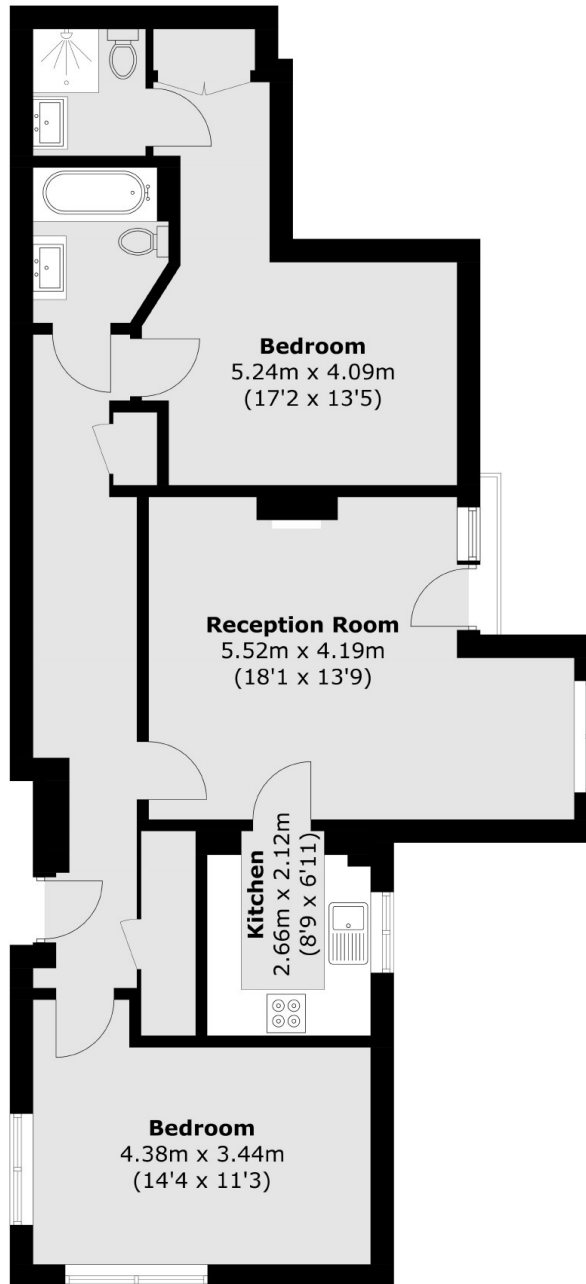 Bedroom
5.24m x 4.09m
(17'2 x 13'5)
Reception Room
5.52m x 4.19m
(18'1 x 13'9)
Kitchen
2.66m x 2.12m
(8'9 x 6'11)
Bedroom
4.38m x 3.44m
(14'4 x 11'3)